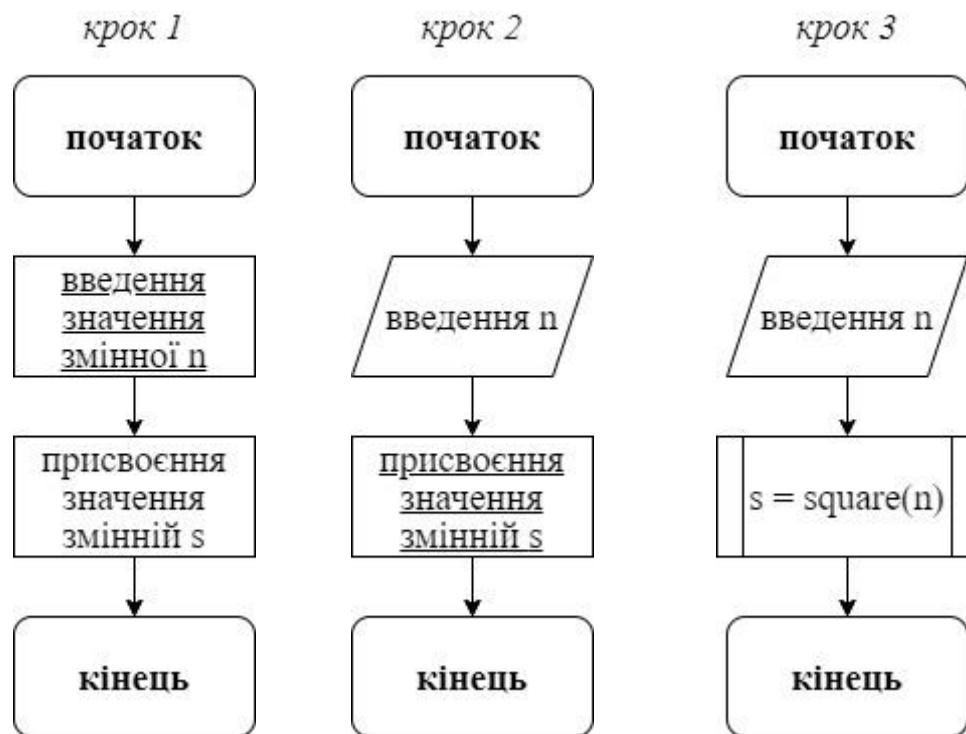 крок 1
початок
введення
значення
змінної n
присвоєння
значення
змінній s
кінець
крок 2
початок
введення n
присвоєння
значення
змінній s
кінець
крок 3
початок
введення n
s = square(n)
кінець